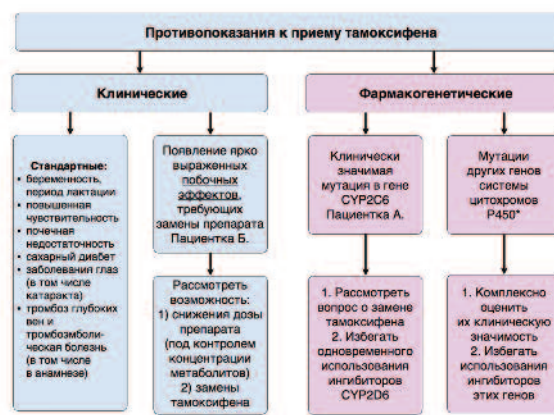 Противопоказания к приему тамоксифена
Клинические
Фармакогенетические
Стандартные:
• беременность,
период лактации
• повышенная
чувствительность
• почечная
недостаточность
• сахарный диабет
• заболевания глаз
(в том числе
катаракта)
• тромбоз глубоких
вен и
тромбоэмболи-
ческая болезнь
(в том числе
в анамнезе)
Появление ярко
выраженных
побочных
эффектов,
требующих
замены препарата
Пациентка Б.
Рассмотреть
возможность:
1) снижения дозы
препарата
(под контролем
концентрации
метаболитов)
2) замены
тамоксифена
Клинически
значимая
мутация в гене
CYP2C6
Пациентка А.
1. Рассмотреть
вопрос о замене
тамоксифена
2. Избегать
одновременного
использования
ингибиторов
CYP2D6
Мутации
других генов
системы
цитохромов
P450*
1. Комплексно
оценить
их клиническую
значимость
2. Избегать
использования
ингибиторов
этих генов